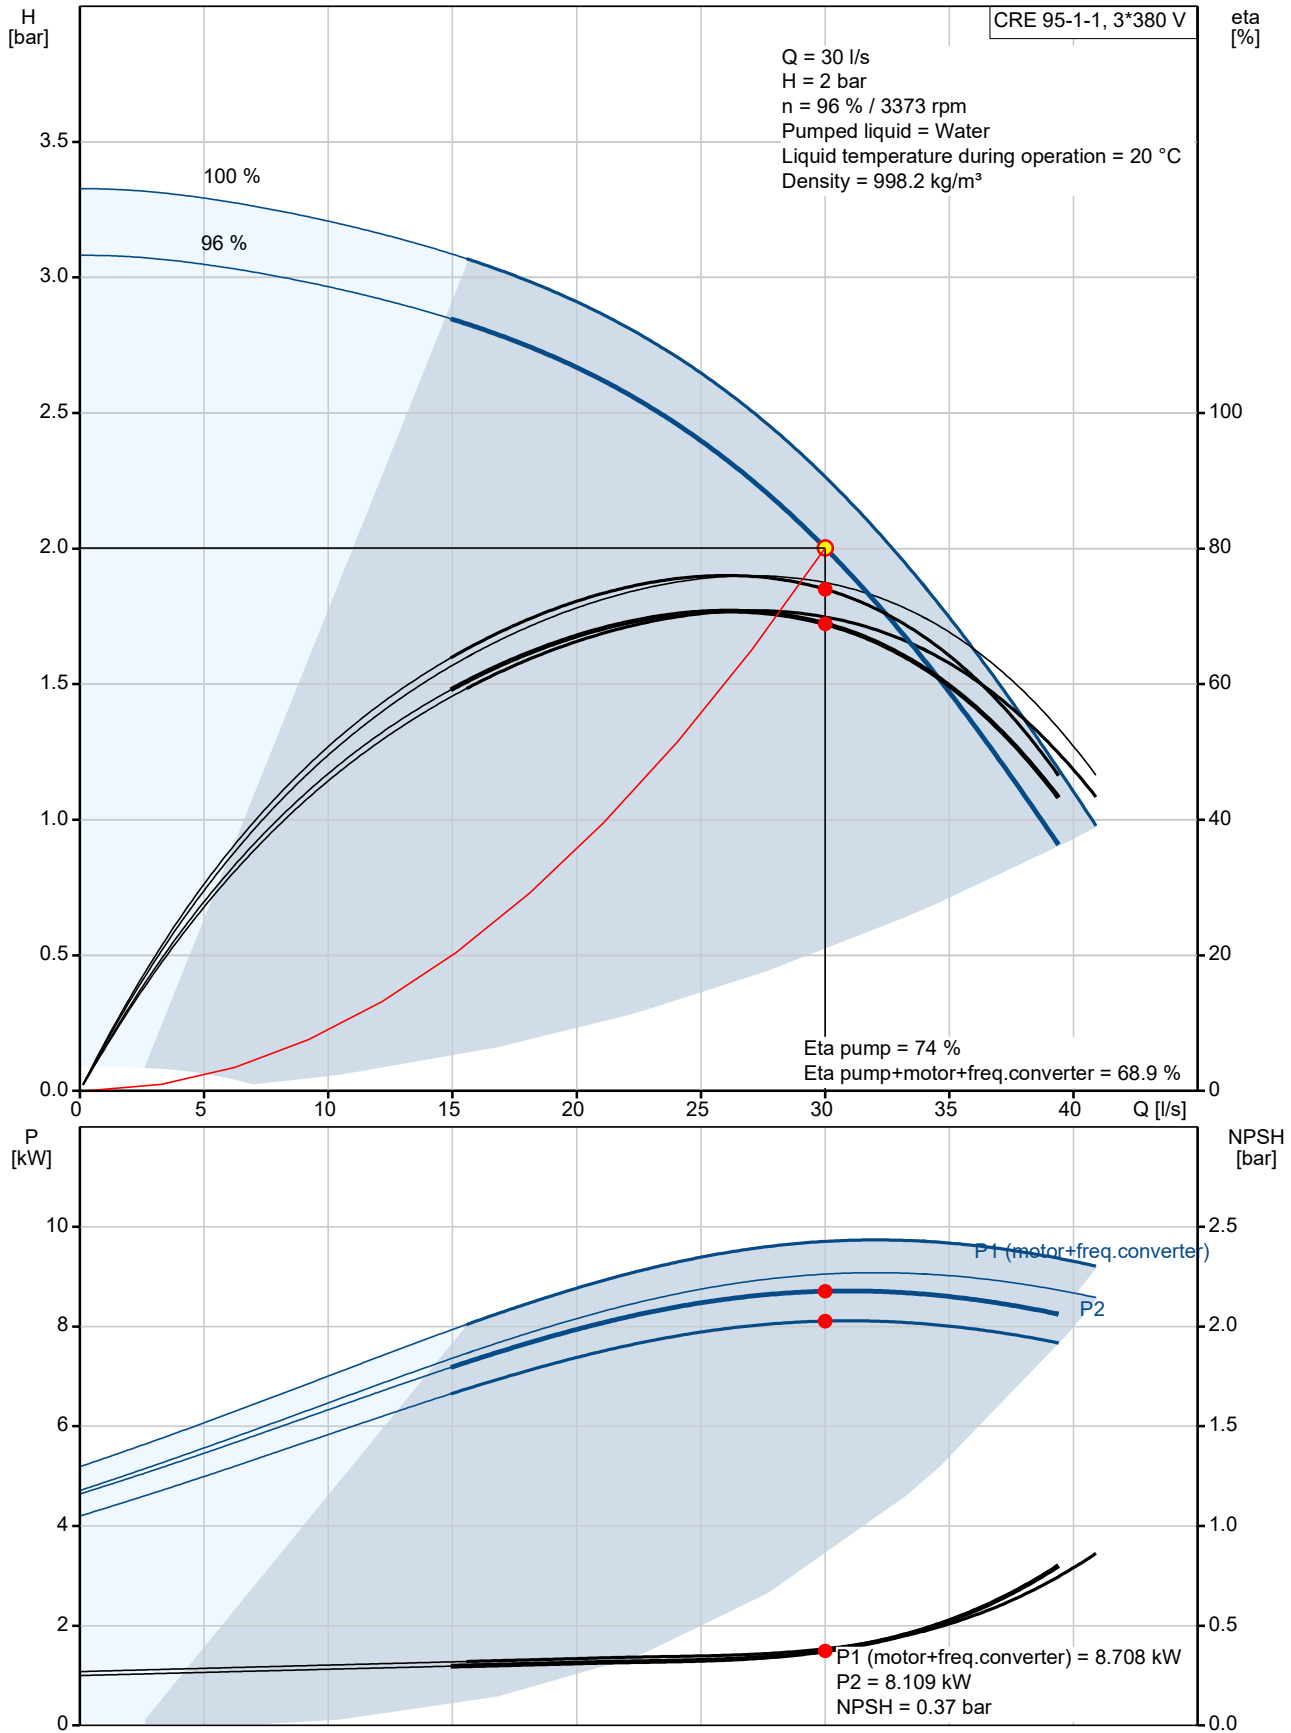 H
[bar]
CRE 95-1-1, 3*380 V
eta
[%]
Q = 30 l/s
H = 2 bar
n = 96 % / 3373 rpm
Pumped liquid = Water
Liquid temperature during operation = 20 °C
Density = 998.2 kg/m³
3.5
100 %
96 %
3.0
2.5
100
2.0
80
1.5
60
1.0
40
0.5
20
Eta pump = 74 %
Eta pump+motor+freq.converter = 68.9 %
0.0
0
0
5
10
15
20
25
30
35
40
Q [l/s]
P
[kW]
NPSH
[bar]
10
2.5
P1 (motor+freq.converter)
P2
8
2.0
6
1.5
4
1.0
2
0.5
P1 (motor+freq.converter) = 8.708 kW
P2 = 8.109 kW
NPSH = 0.37 bar
0
0.0